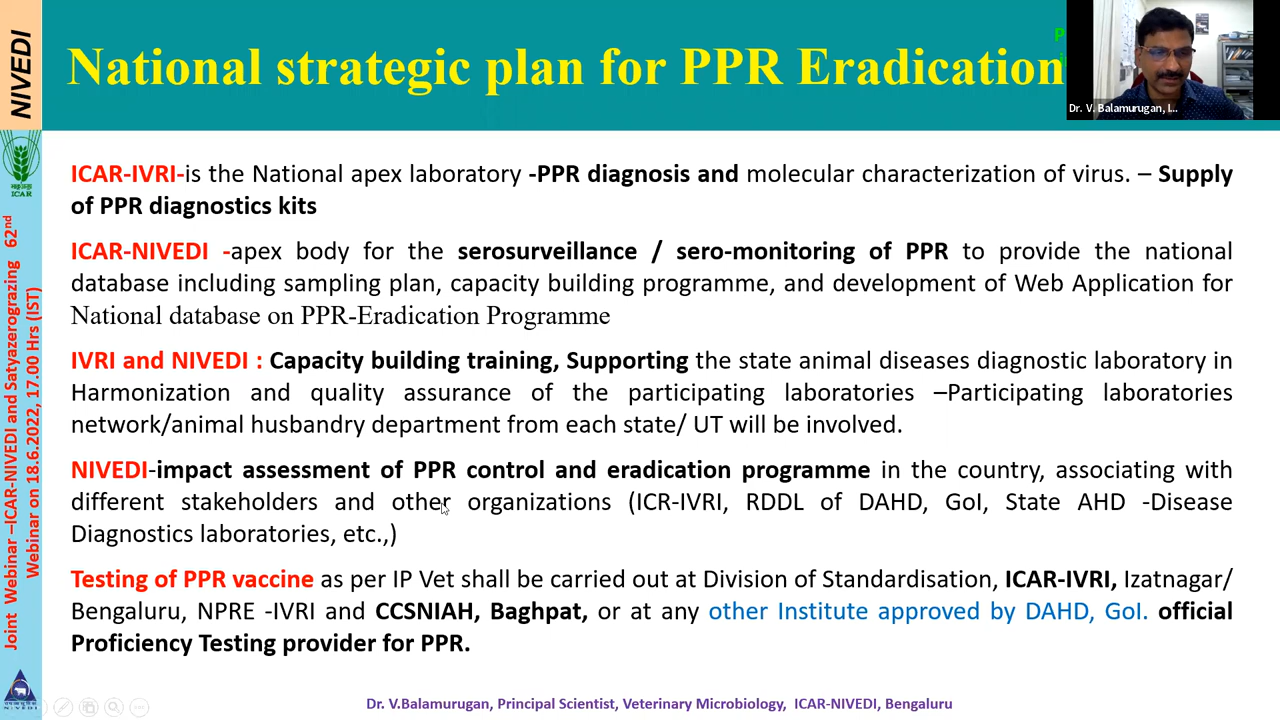 NIVEDI
National strategic plan for PPR Eradication
Dr. V. Balamurugan, I...
ICAR-IVRI-is the National apex laboratory -PPR diagnosis and molecular characterization of virus. – Supply
of PPR diagnostics kits
ICAR-NIVEDI -apex body for the serosurveillance / sero-monitoring of PPR to provide the national
database including sampling plan, capacity building programme, and development of Web Application for
National database on PPR-Eradication Programme
IVRI and NIVEDI : Capacity building training, Supporting the state animal diseases diagnostic laboratory in
Harmonization and quality assurance of the participating laboratories –Participating laboratories
network/animal husbandry department from each state/ UT will be involved.
NIVEDI-impact assessment of PPR control and eradication programme in the country, associating with
different stakeholders and other organizations (ICR-IVRI, RDDL of DAHD, GoI, State AHD -Disease
Diagnostics laboratories, etc.,)
Testing of PPR vaccine as per IP Vet shall be carried out at Division of Standardisation, ICAR-IVRI, Izatnagar/
Bengaluru, NPRE -IVRI and CCSNIAH, Baghpat, or at any other Institute approved by DAHD, GoI. official
Proficiency Testing provider for PPR.
Dr. V.Balamurugan, Principal Scientist, Veterinary Microbiology, ICAR-NIVEDI, Bengaluru
ICAR
Joint Webinar –ICAR-NIVEDI and Satyazerograzing 62nd
Webinar on 18.6.2022, 17.00 Hrs (IST)
NIVEDI